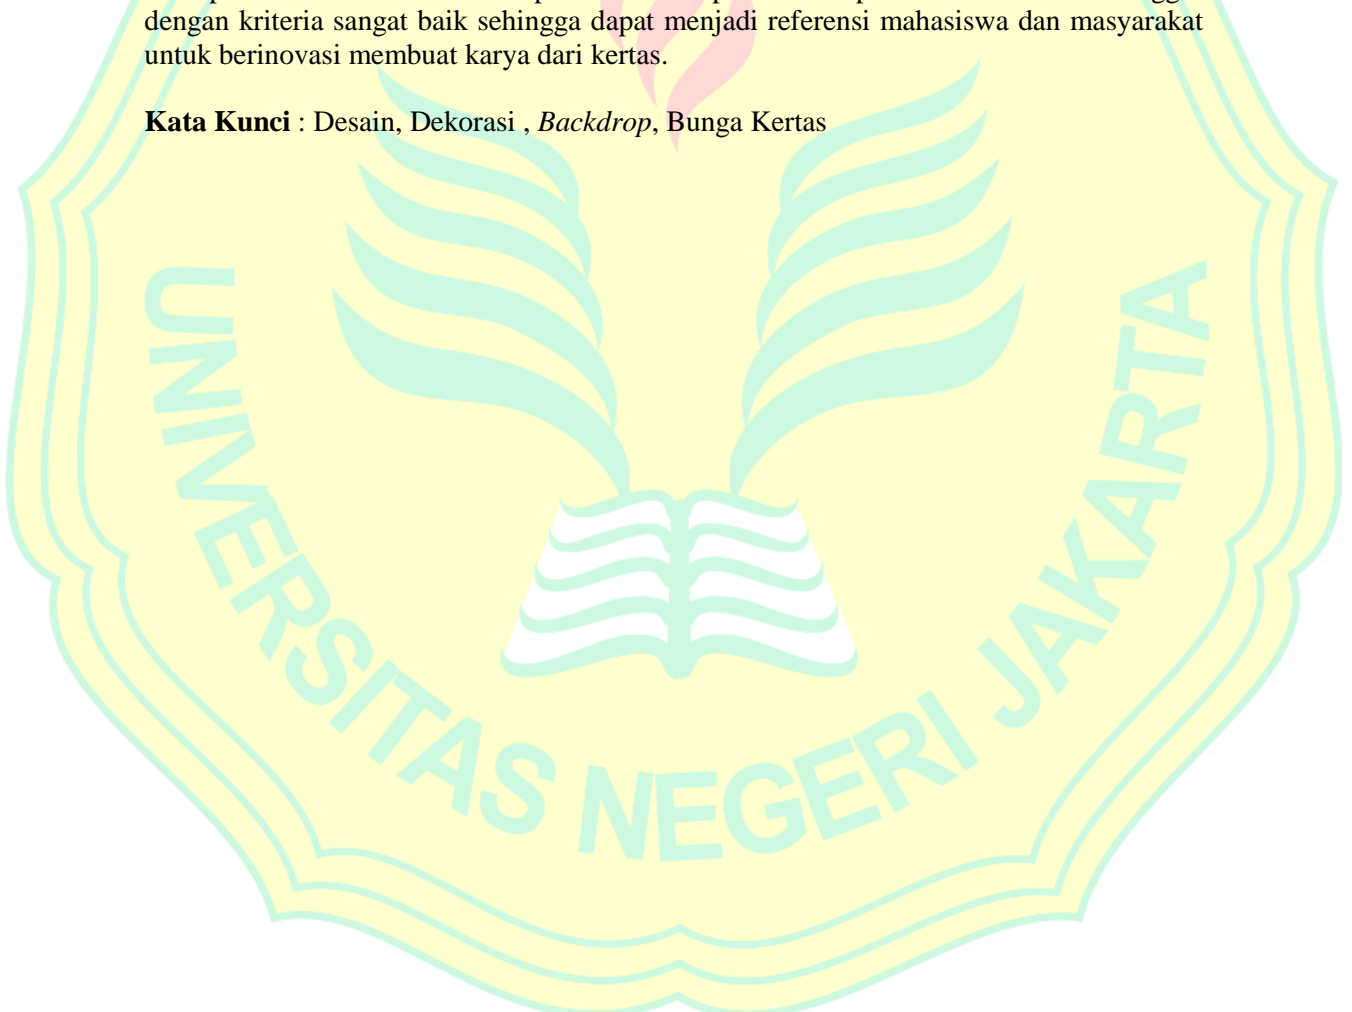 dengan kriteria sangat baik sehingga dapat menjadi referensi mahasiswa dan masyarakat
untuk berinovasi membuat karya dari kertas.
Kata Kunci : Desain, Dekorasi , Backdrop, Bunga Kertas
UNIVERSITAS NEGERI JAKARTA